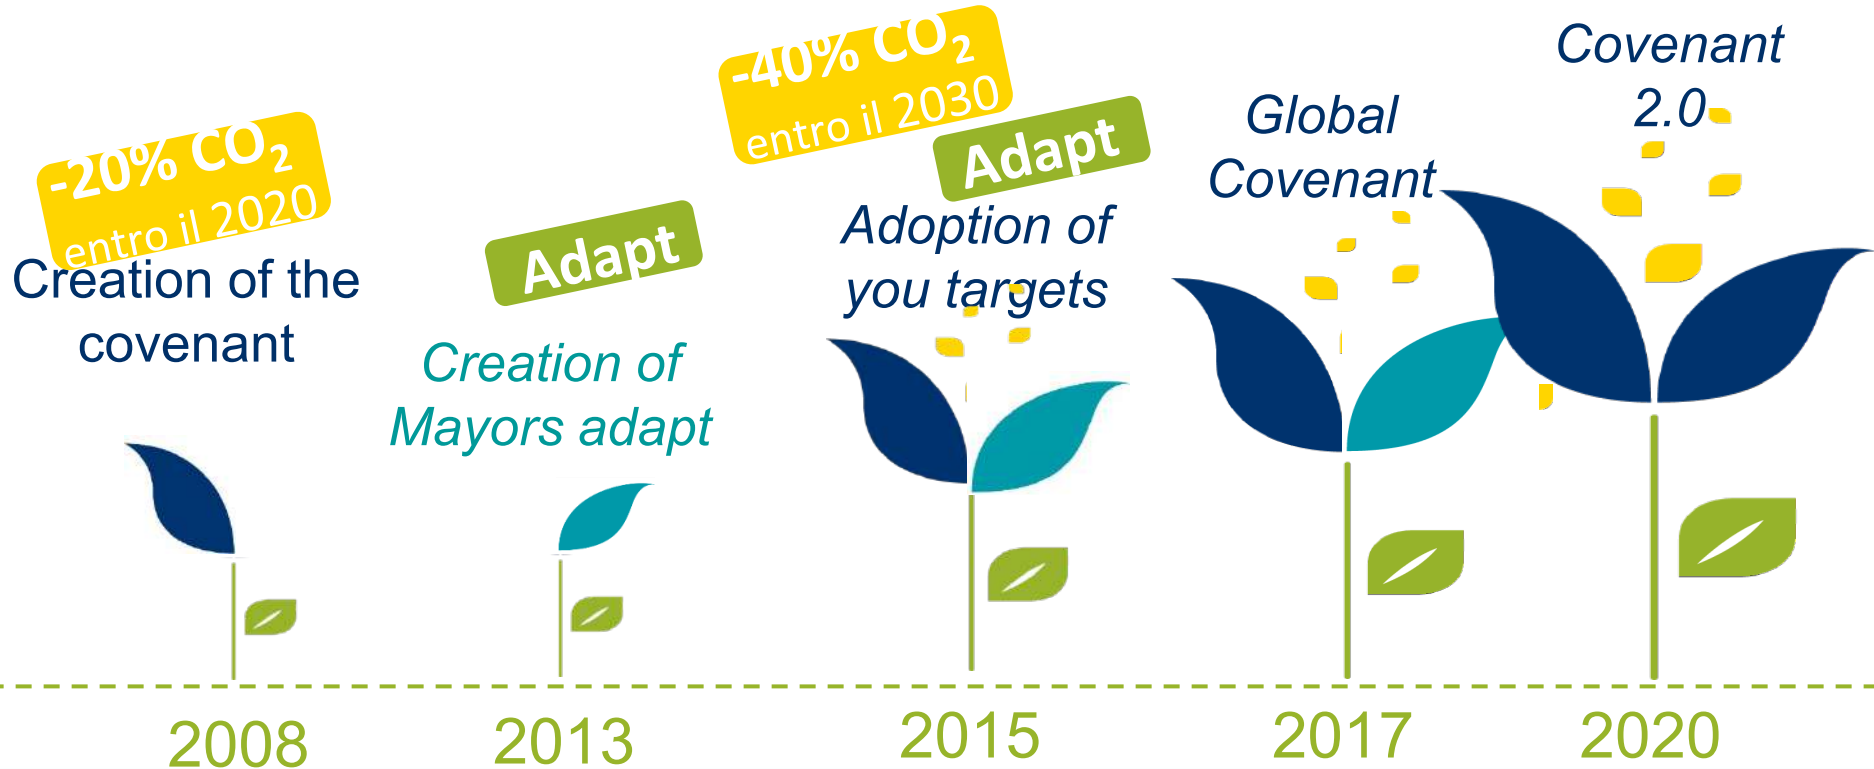 -20% CO₂
entro il 2020
Creation of the
covenant
Adapt
Creation of
Mayors adapt
-40% CO₂
entro il 2030
Adapt
Adoption of
you targets
Global
Covenant
Covenant
2.0
2008
2013
2015
2017
2020